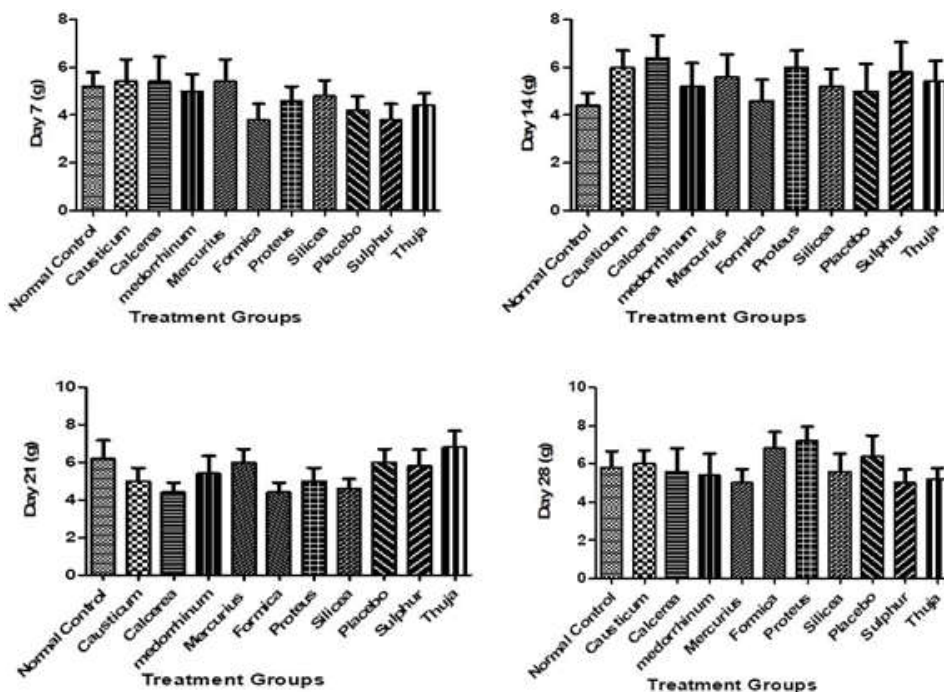 Day 7 (g)
8
6
4
2
0
Normal Control
Causticum
Calcerea
medorrhinum
Mercurius
Formica
Proteus
Silicea
Placebo
Sulphur
Thuja
Treatment Groups
Day 14 (g)
8
6
4
2
0
Normal Control
Causticum
Calcerea
medorrhinum
Mercurius
Formica
Proteus
Silicea
Placebo
Sulphur
Thuja
Treatment Groups
Day 21 (g)
10
8
6
4
2
0
Normal Control
Causticum
Calcerea
medorrhinum
Mercurius
Formica
Proteus
Silicea
Placebo
Sulphur
Thuja
Treatment Groups
Day 28 (g)
10
8
6
4
2
0
Normal Control
Causticum
Calcerea
medorrhinum
Mercurius
Formica
Proteus
Silicea
Placebo
Sulphur
Thuja
Treatment Groups